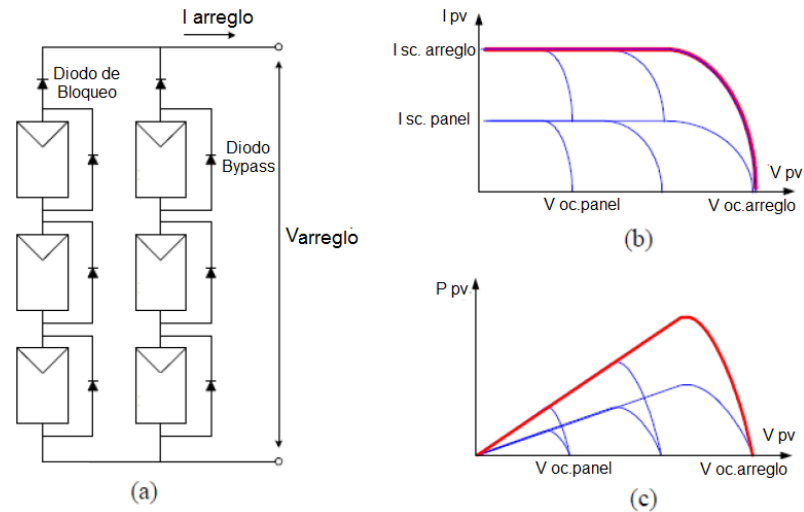 I arreglo
Diodo de
Bloqueo
Diodo
Bypass
Varreglo
(a)
I pv
I sc. arreglo
I sc. panel
V pv
V oc.panel
V oc.arreglo
(b)
P pv
V pv
V oc.panel
V oc.arreglo
(c)